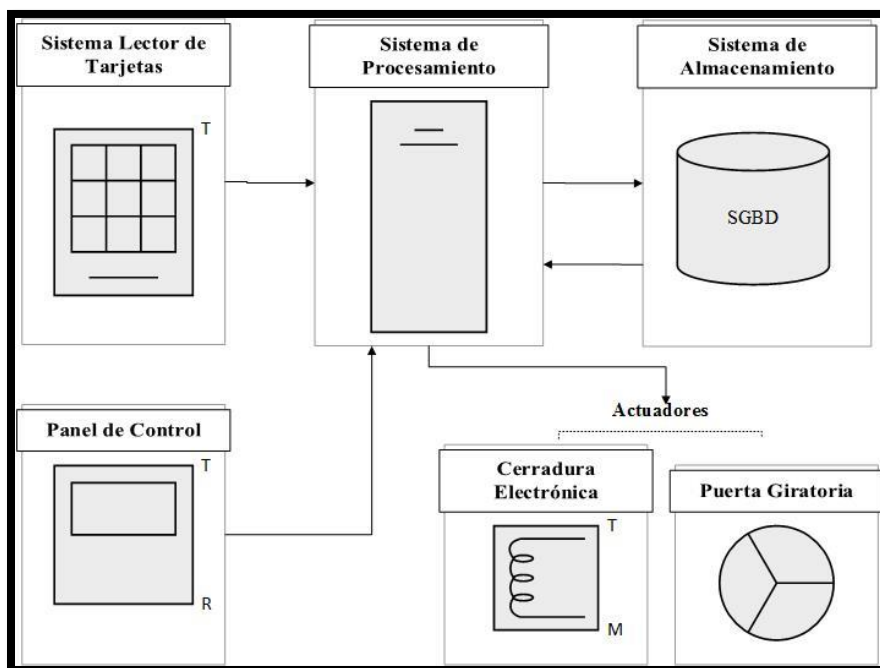 Sistema Lector de
Tarjetas
Sistema de
Procesamiento
Sistema de
Almacenamiento
T
SGBD
Actuadores
Panel de Control
T
R
Cerradura
Electrónica
T
M
Puerta Giratoria